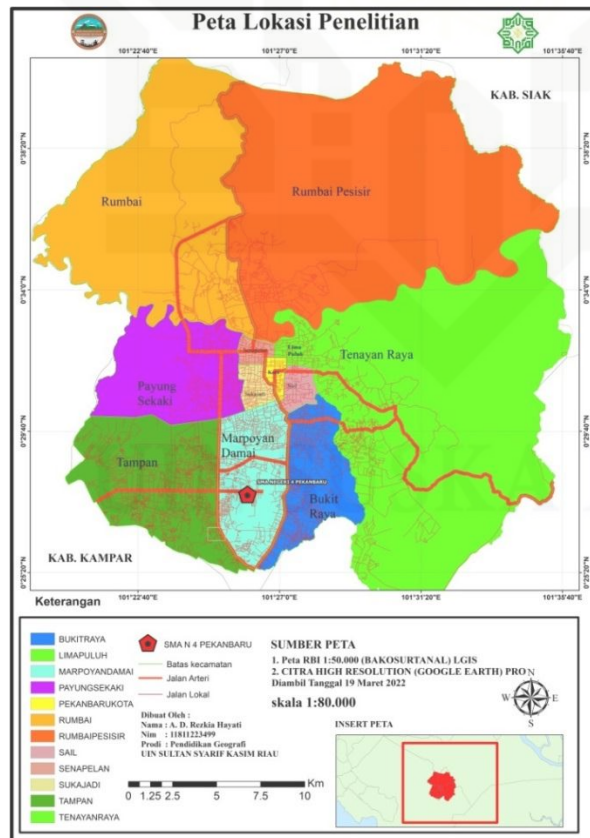 Peta Lokasi Penelitian
101°22'40" 101°27'0" 101°31'20" 101°35'40"
KAB. SIAK
Rumbai
Rumbai Pesisir
Tenayan Raya
Payung
Sekaki
Marpoyan
Damai
Tampan
SMA NEGERI 4 PEKANBARU
Bukit
Raya
KAB. KAMPAR
101°22'40" 101°27'0" 101°31'20" 101°35'40"
Keterangan
BUKITRAYA
LIMAPULUH
MARPOYANDAMAI
PAYUNGSEKAKI
PEKANBARUKOTA
RUMBAI
RUMBAIPESISIR
SAIL
SENAPELAN
SUKAJADI
TAMPAN
TENAYANRAYA
SMA N 4 PEKANBARU
Batas kecamatan
Jalan Arteri
Jalan Lokal
Dibuat Oleh :
Nama : A. D. Rezkia Hayati
Nim : 11811223499
Prodi : Pendidikan Geografi
UIN SULTAN SYARIF KASIM RIAU
0 1.25 2.5 5 7.5 10
Km
SUMBER PETA
1. Peta RBI 1:50.000 (BAKOSURTANAL) LGIS
2. CITRA HIGH RESOLUTION (GOOGLE EARTH) PRO
Diambil Tanggal 19 Maret 2022
skala 1:80.000
N
W E
S
INSERT PETA